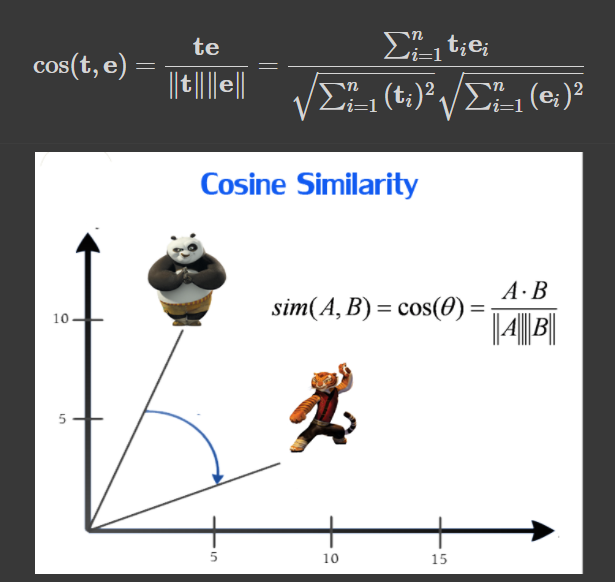 cos(t, e) = te / ‖t‖‖e‖ = ∑ⁿᵢ₌₁ tᵢeᵢ / √∑ⁿᵢ₌₁ (tᵢ)² √∑ⁿᵢ₌₁ (eᵢ)²
Cosine Similarity
sim(A, B) = cos(θ) = A · B / ‖A‖‖B‖
10
5
5 10 15